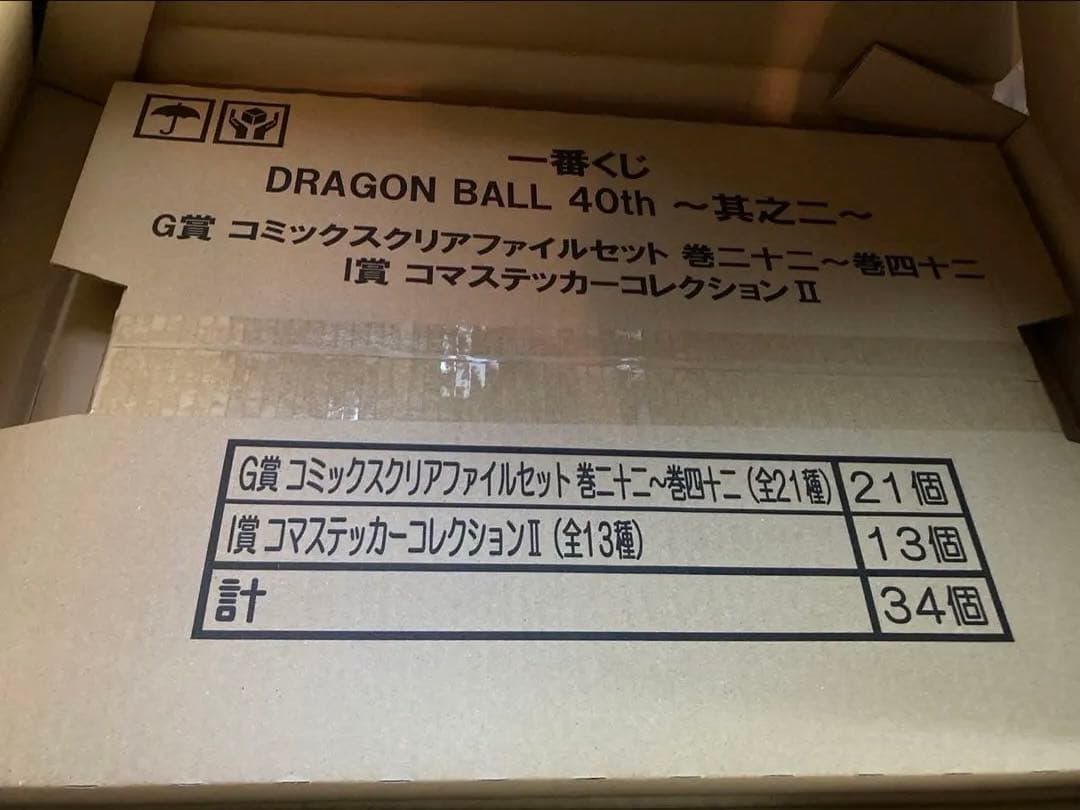 一番くじ
DRAGON BALL 40th ～其之二～
G賞 コミックスクリアファイルセット 巻二十二～巻四十二
I賞 コマステッカーコレクションⅡ
G賞 コミックスクリアファイルセット 巻二十二～巻四十二（全21種） 21個
I賞 コマステッカーコレクションⅡ（全13種） 13個
計 34個